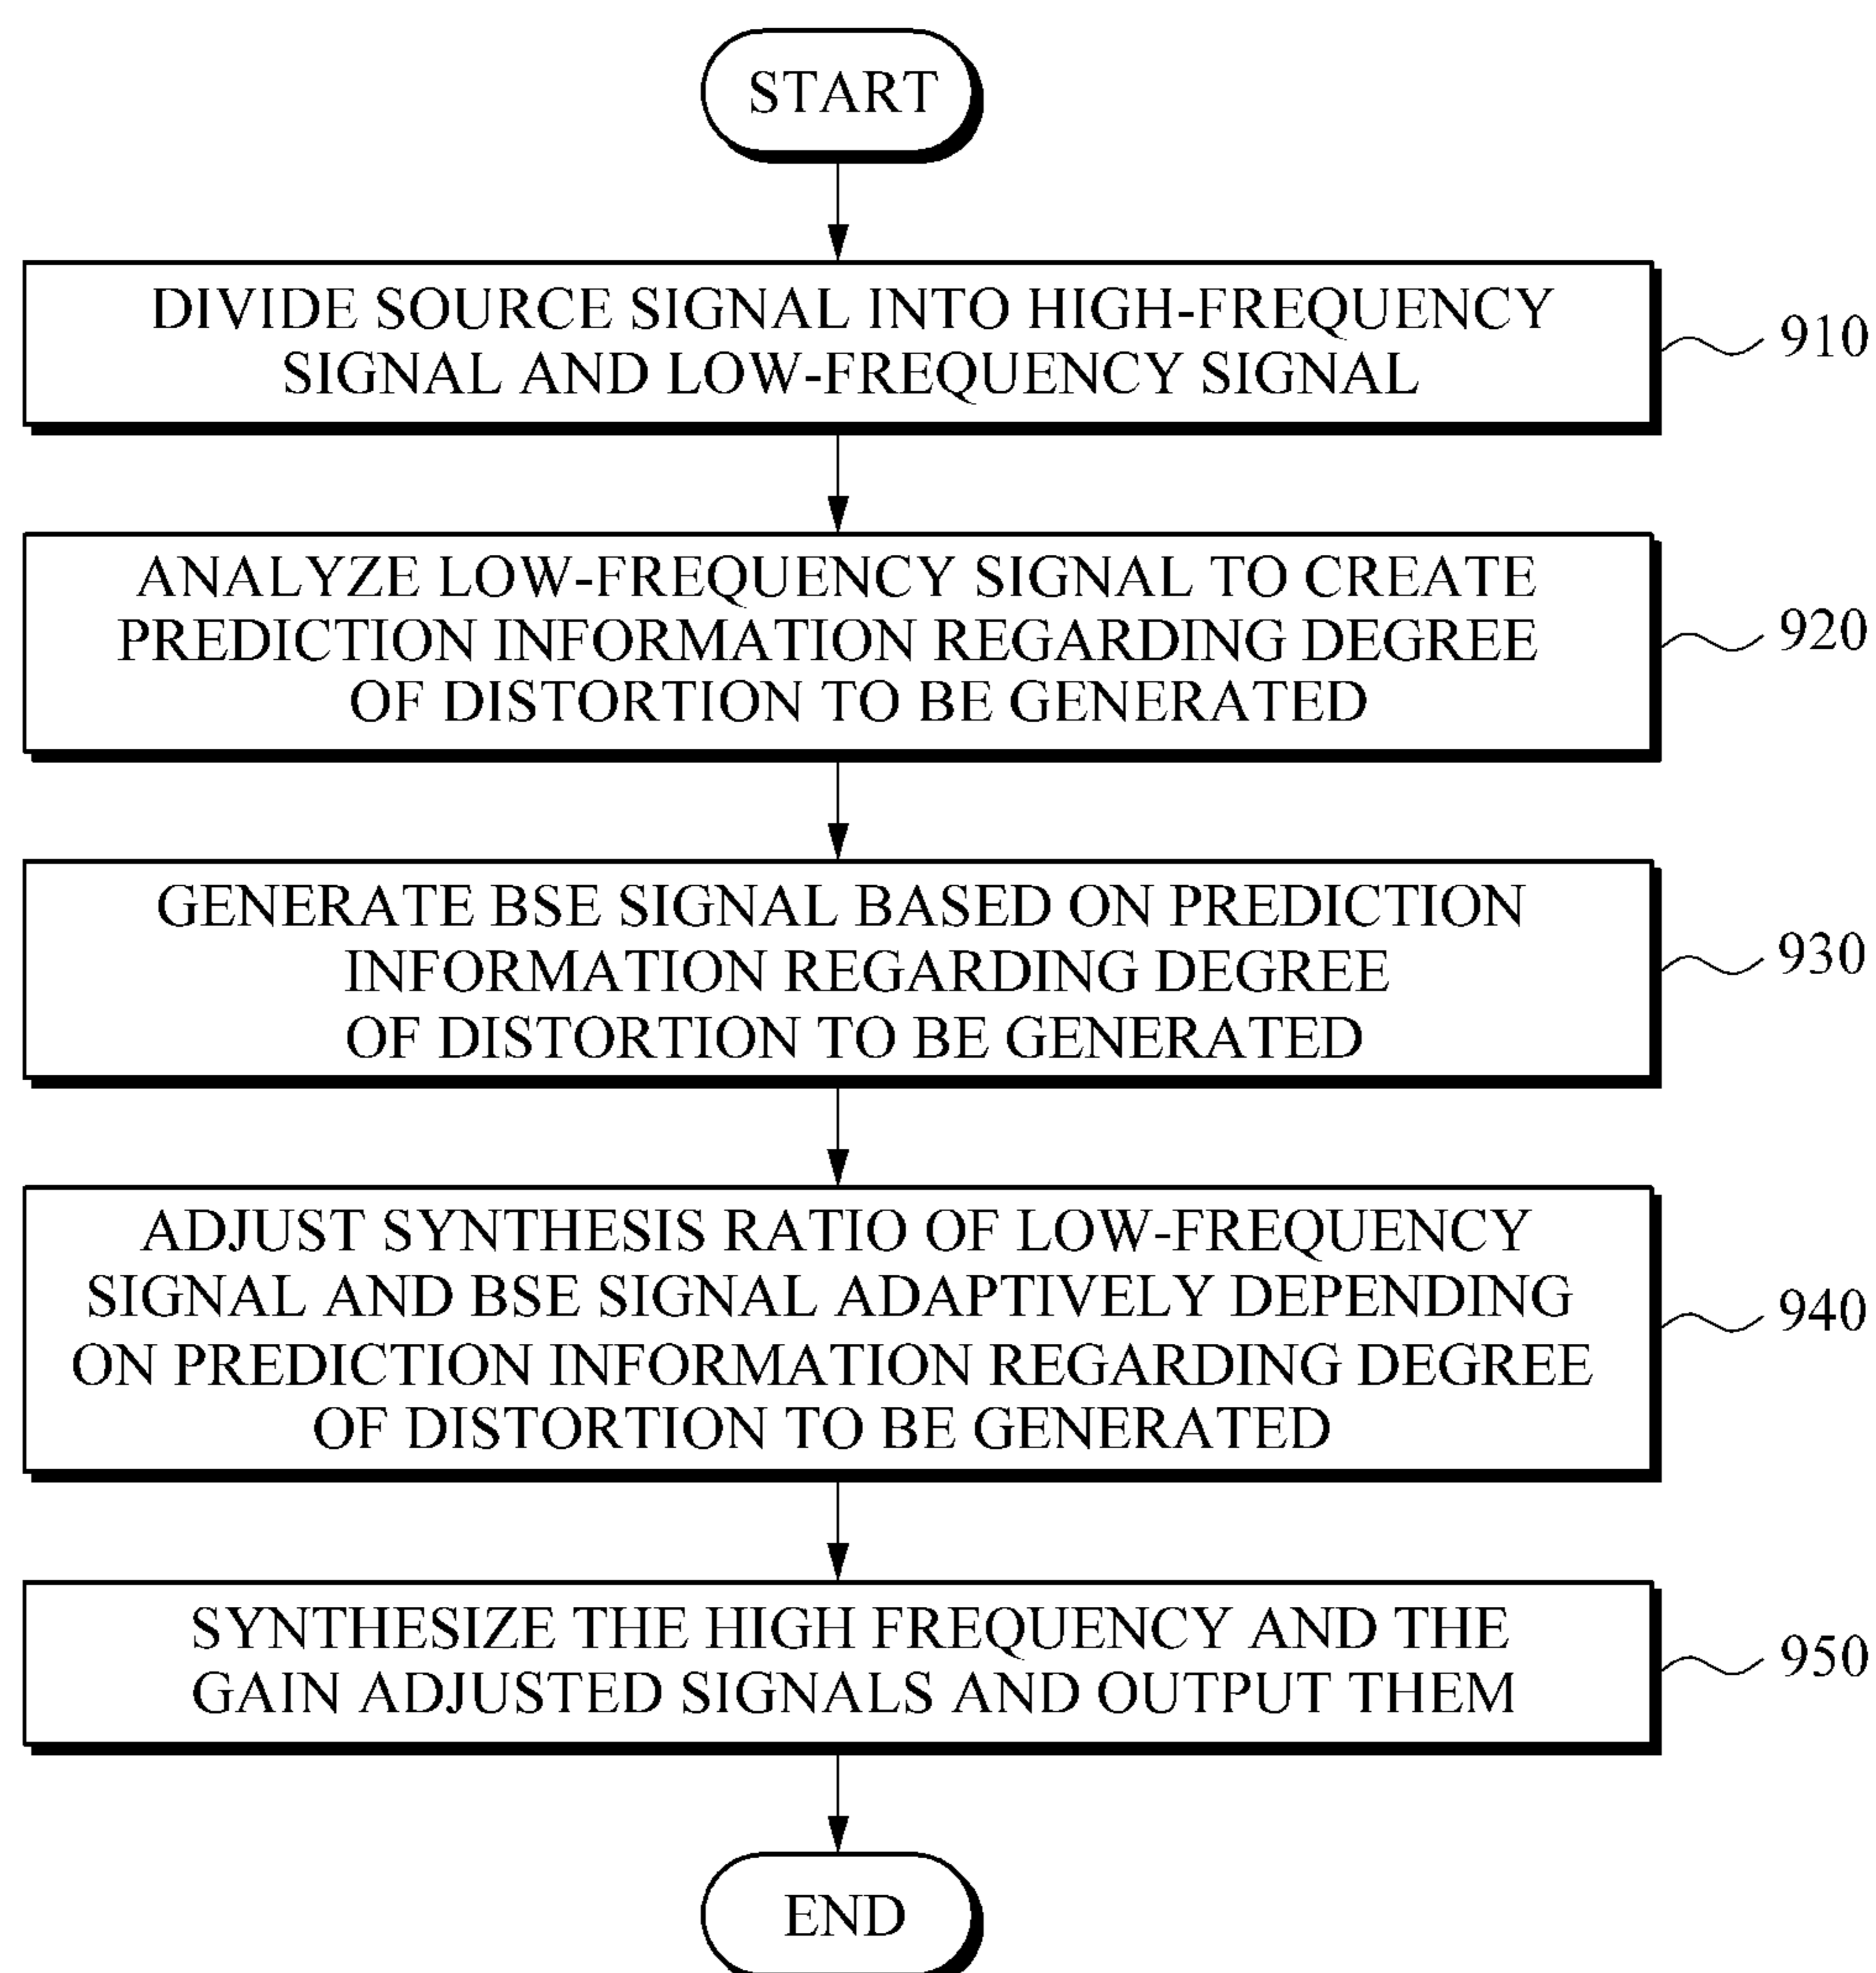 START
DIVIDE SOURCE SIGNAL INTO HIGH-FREQUENCY
SIGNAL AND LOW-FREQUENCY SIGNAL
910
ANALYZE LOW-FREQUENCY SIGNAL TO CREATE
PREDICTION INFORMATION REGARDING DEGREE
OF DISTORTION TO BE GENERATED
920
GENERATE BSE SIGNAL BASED ON PREDICTION
INFORMATION REGARDING DEGREE
OF DISTORTION TO BE GENERATED
930
ADJUST SYNTHESIS RATIO OF LOW-FREQUENCY
SIGNAL AND BSE SIGNAL ADAPTIVELY DEPENDING
ON PREDICTION INFORMATION REGARDING DEGREE
OF DISTORTION TO BE GENERATED
940
SYNTHESIZE THE HIGH FREQUENCY AND THE
GAIN ADJUSTED SIGNALS AND OUTPUT THEM
950
END